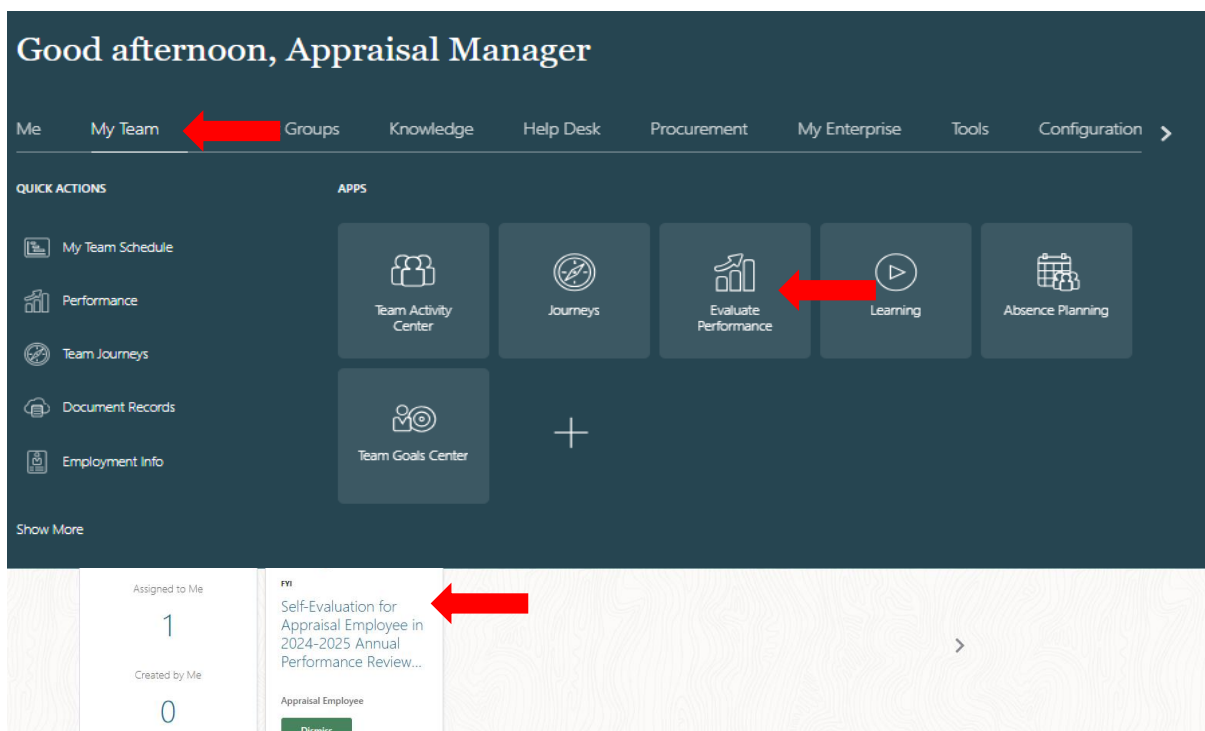 Good afternoon, Appraisal Manager
Me My Team Groups Knowledge Help Desk Procurement My Enterprise Tools Configuration
QUICK ACTIONS
My Team Schedule
Performance
Team Journeys
Document Records
Employment Info
Show More
APPS
Team Activity
Center
Journeys
Evaluate
Performance
Learning
Absence Planning
Team Goals Center
Assigned to Me
1
Created by Me
0
FYI
Self-Evaluation for
Appraisal Employee in
2024-2025 Annual
Performance Review...
Appraisal Employee
Dismiss